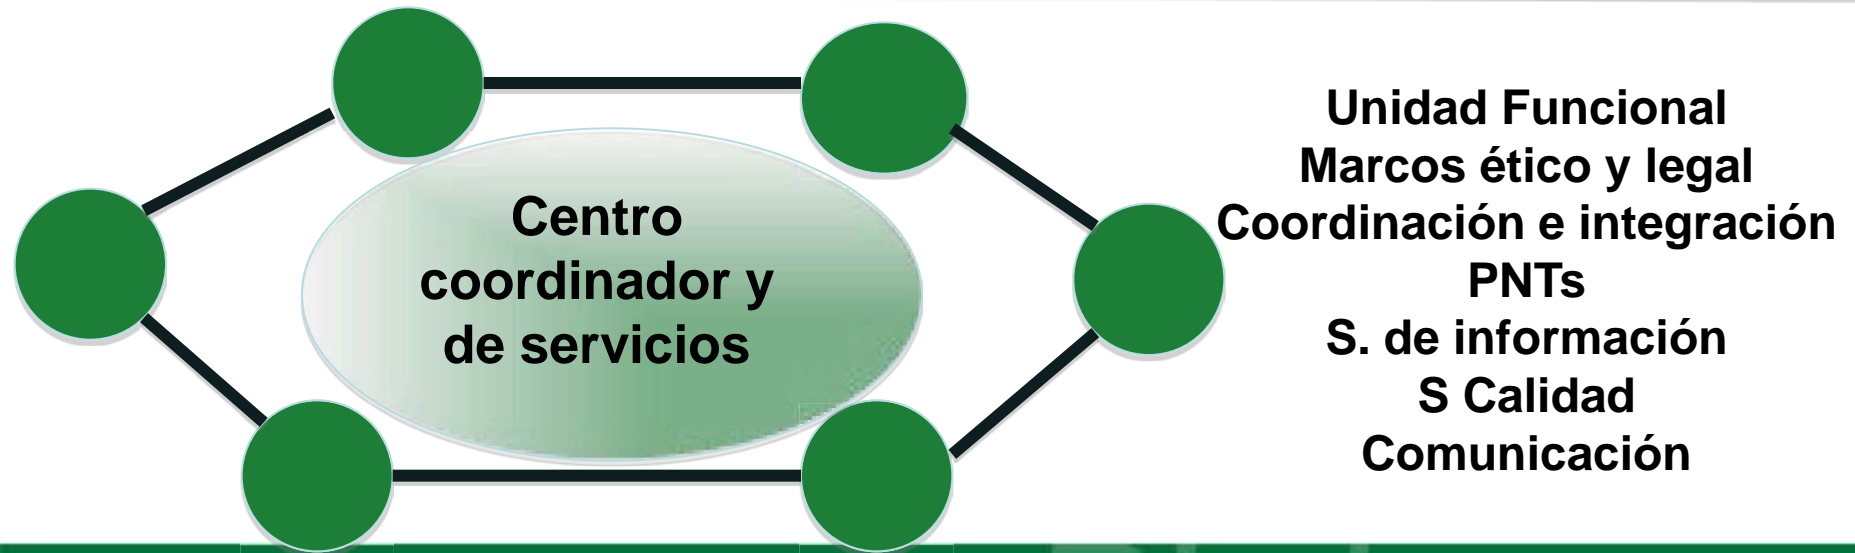 Centro
coordinador y
de servicios
Unidad Funcional
Marcos ético y legal
Coordinación e integración
PNTs
S. de información
S Calidad
Comunicación